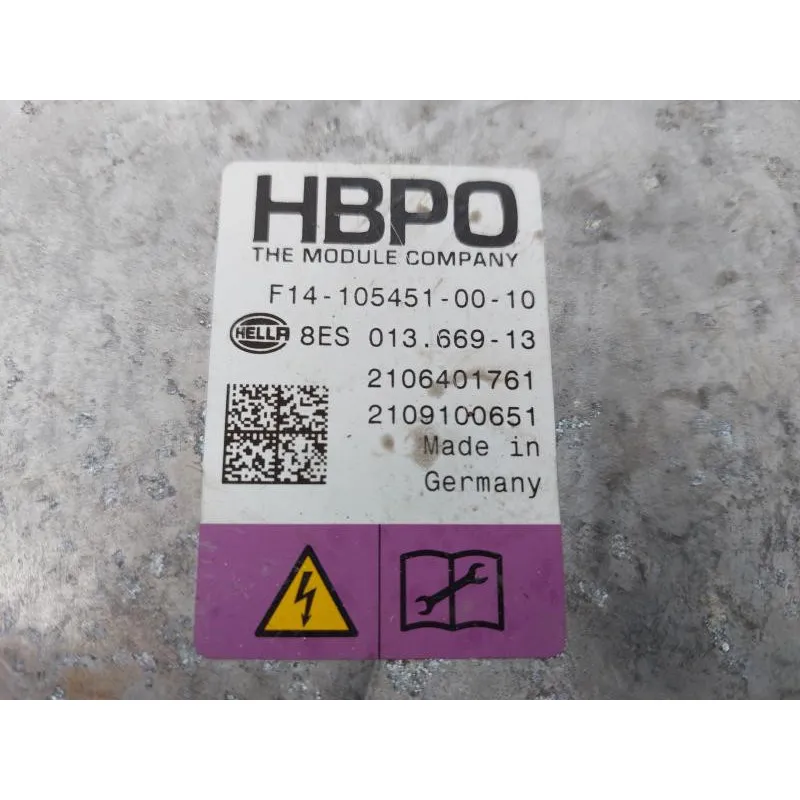 HBPO
THE MODULE COMPANY
F14-105451-00-10
HELLA 8ES 013.669-13
2106401761
2109100651
Made in
Germany